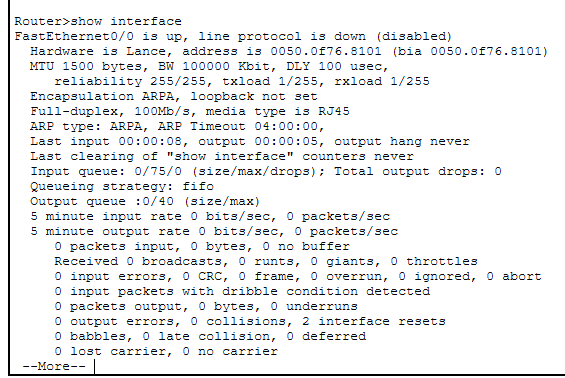 Router>show interface
FastEthernet0/0 is up, line protocol is down (disabled)
Hardware is Lance, address is 0050.0f76.8101 (bia 0050.0f76.8101)
MTU 1500 bytes, BW 100000 Kbit, DLY 100 usec,
reliability 255/255, txload 1/255, rxload 1/255
Encapsulation ARPA, loopback not set
Full-duplex, 100Mb/s, media type is RJ45
ARP type: ARPA, ARP Timeout 04:00:00,
Last input 00:00:08, output 00:00:05, output hang never
Last clearing of "show interface" counters never
Input queue: 0/75/0 (size/max/drops); Total output drops: 0
Queueing strategy: fifo
Output queue :0/40 (size/max)
5 minute input rate 0 bits/sec, 0 packets/sec
5 minute output rate 0 bits/sec, 0 packets/sec
0 packets input, 0 bytes, 0 no buffer
Received 0 broadcasts, 0 runts, 0 giants, 0 throttles
0 input errors, 0 CRC, 0 frame, 0 overrun, 0 ignored, 0 abort
0 input packets with dribble condition detected
0 packets output, 0 bytes, 0 underruns
0 output errors, 0 collisions, 2 interface resets
0 babbles, 0 late collision, 0 deferred
0 lost carrier, 0 no carrier
--More--